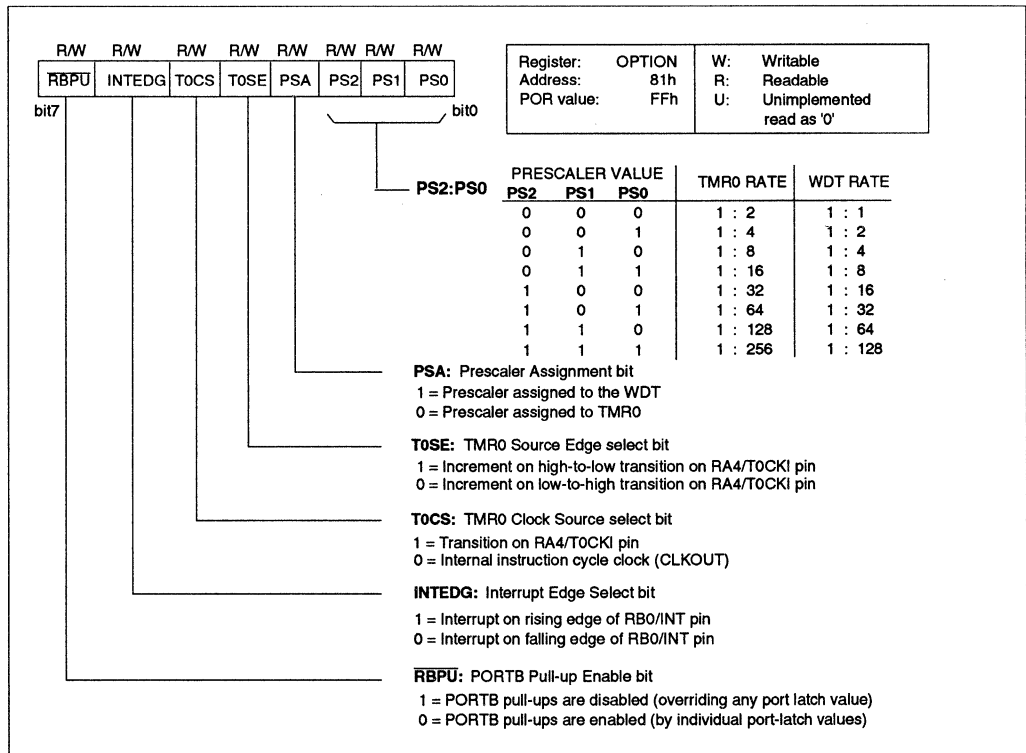 R/W R/W R/W R/W R/W R/W R/W R/W
RBPU INTEDG T0CS T0SE PSA PS2 PS1 PS0
bit7 bit0
Register: OPTION
Address: 81h
POR value: FFh
W: Writable
R: Readable
U: Unimplemented
read as '0'
PS2:PS0
PRESCALER VALUE TMR0 RATE WDT RATE
PS2 PS1 PS0
0 0 0 1 : 2 1 : 1
0 0 1 1 : 4 1 : 2
0 1 0 1 : 8 1 : 4
0 1 1 1 : 16 1 : 8
1 0 0 1 : 32 1 : 16
1 0 1 1 : 64 1 : 32
1 1 0 1 : 128 1 : 64
1 1 1 1 : 256 1 : 128
PSA: Prescaler Assignment bit
1 = Prescaler assigned to the WDT
0 = Prescaler assigned to TMR0
T0SE: TMR0 Source Edge select bit
1 = Increment on high-to-low transition on RA4/T0CKI pin
0 = Increment on low-to-high transition on RA4/T0CKI pin
T0CS: TMR0 Clock Source select bit
1 = Transition on RA4/T0CKI pin
0 = Internal instruction cycle clock (CLKOUT)
INTEDG: Interrupt Edge Select bit
1 = Interrupt on rising edge of RB0/INT pin
0 = Interrupt on falling edge of RB0/INT pin
RBPU: PORTB Pull-up Enable bit
1 = PORTB pull-ups are disabled (overriding any port latch value)
0 = PORTB pull-ups are enabled (by individual port-latch values)